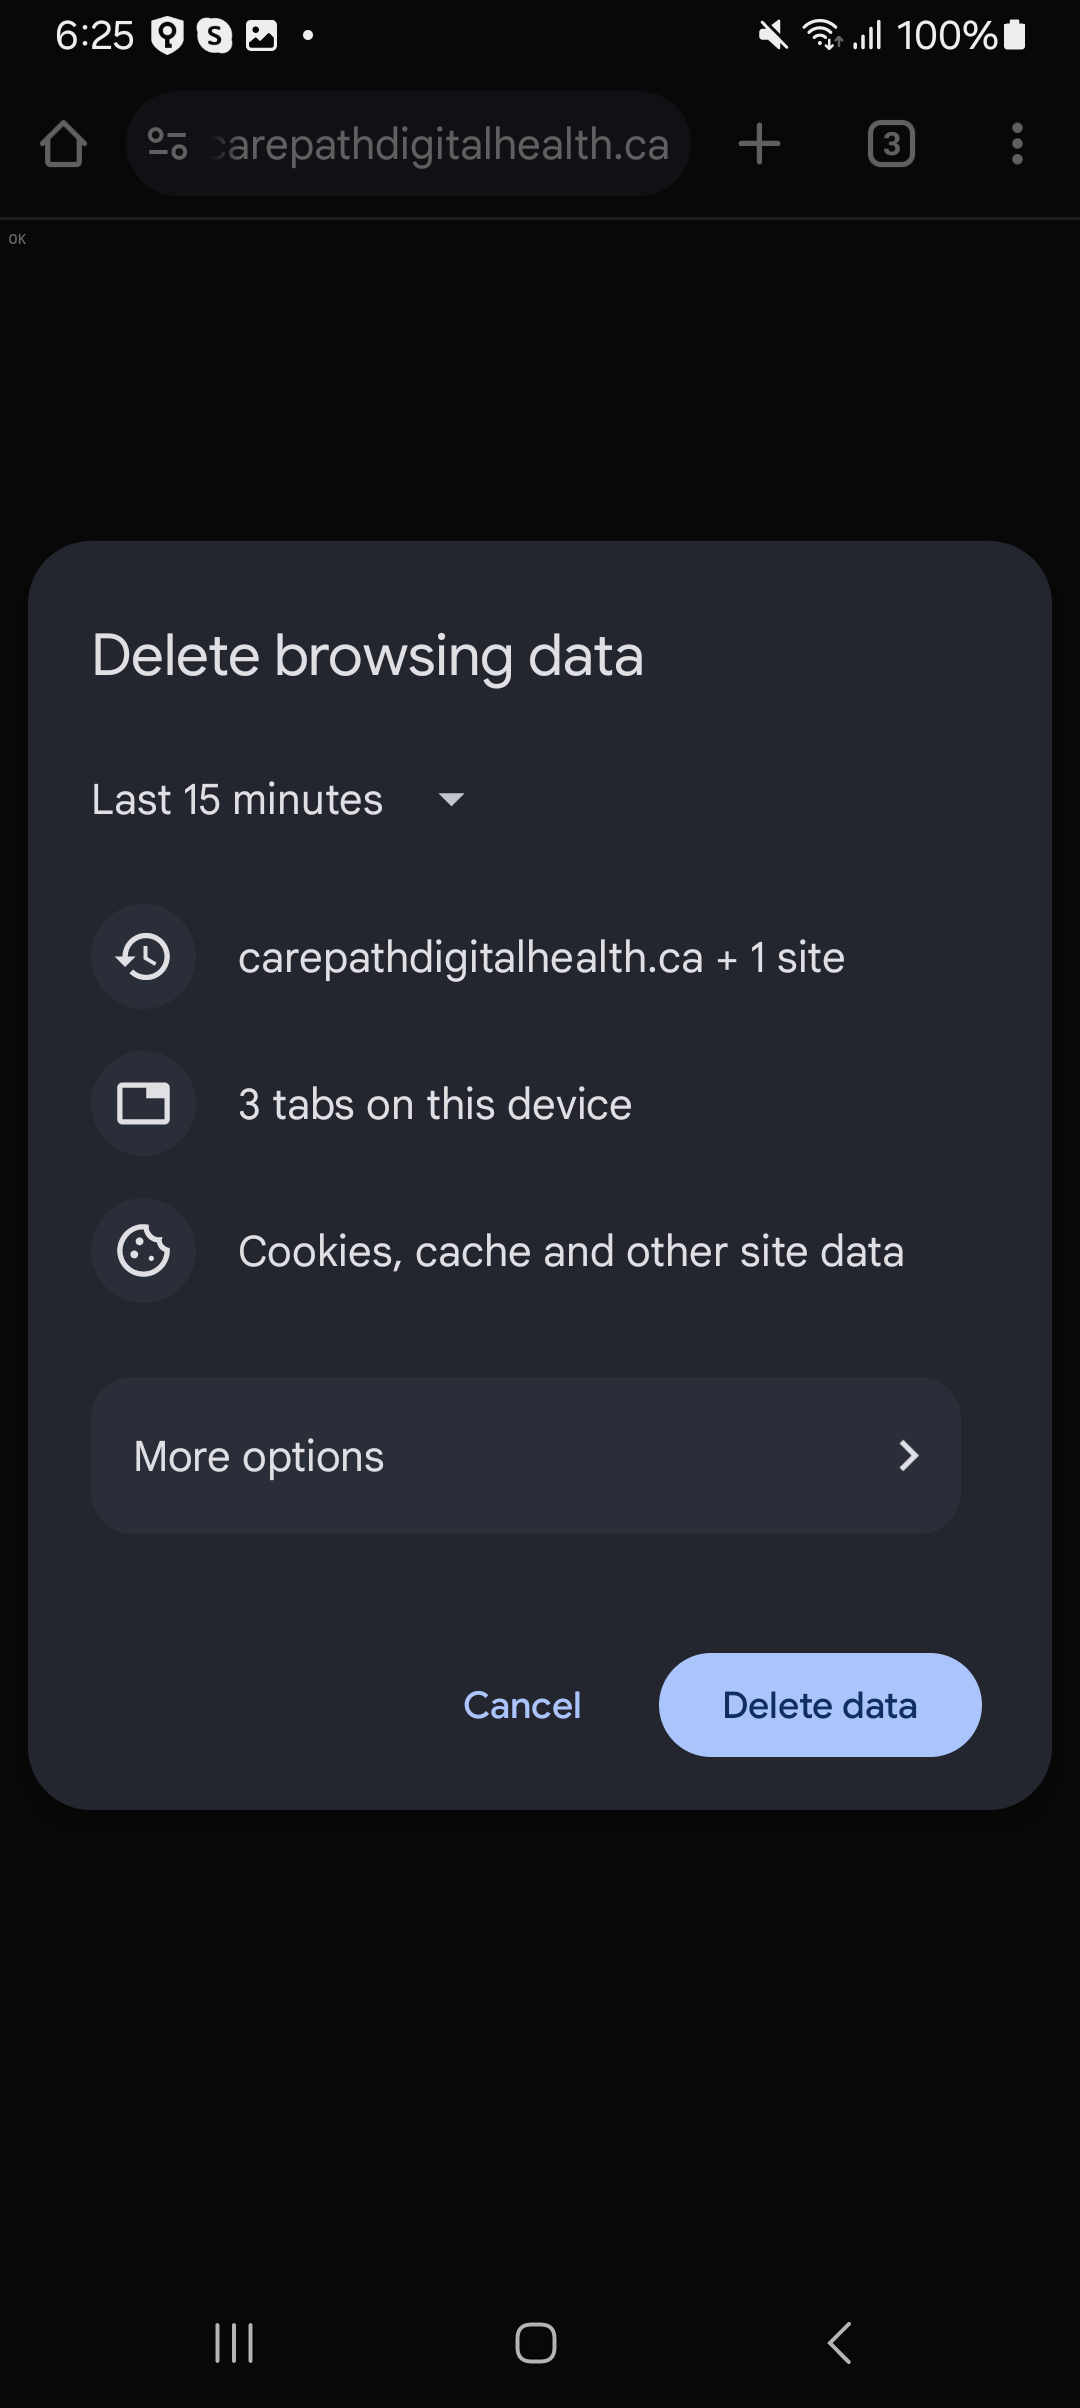 6:25
100%
carepathdigitalhealth.ca
3
OK
Delete browsing data
Last 15 minutes
carepathdigitalhealth.ca + 1 site
3 tabs on this device
Cookies, cache and other site data
More options
Cancel
Delete data